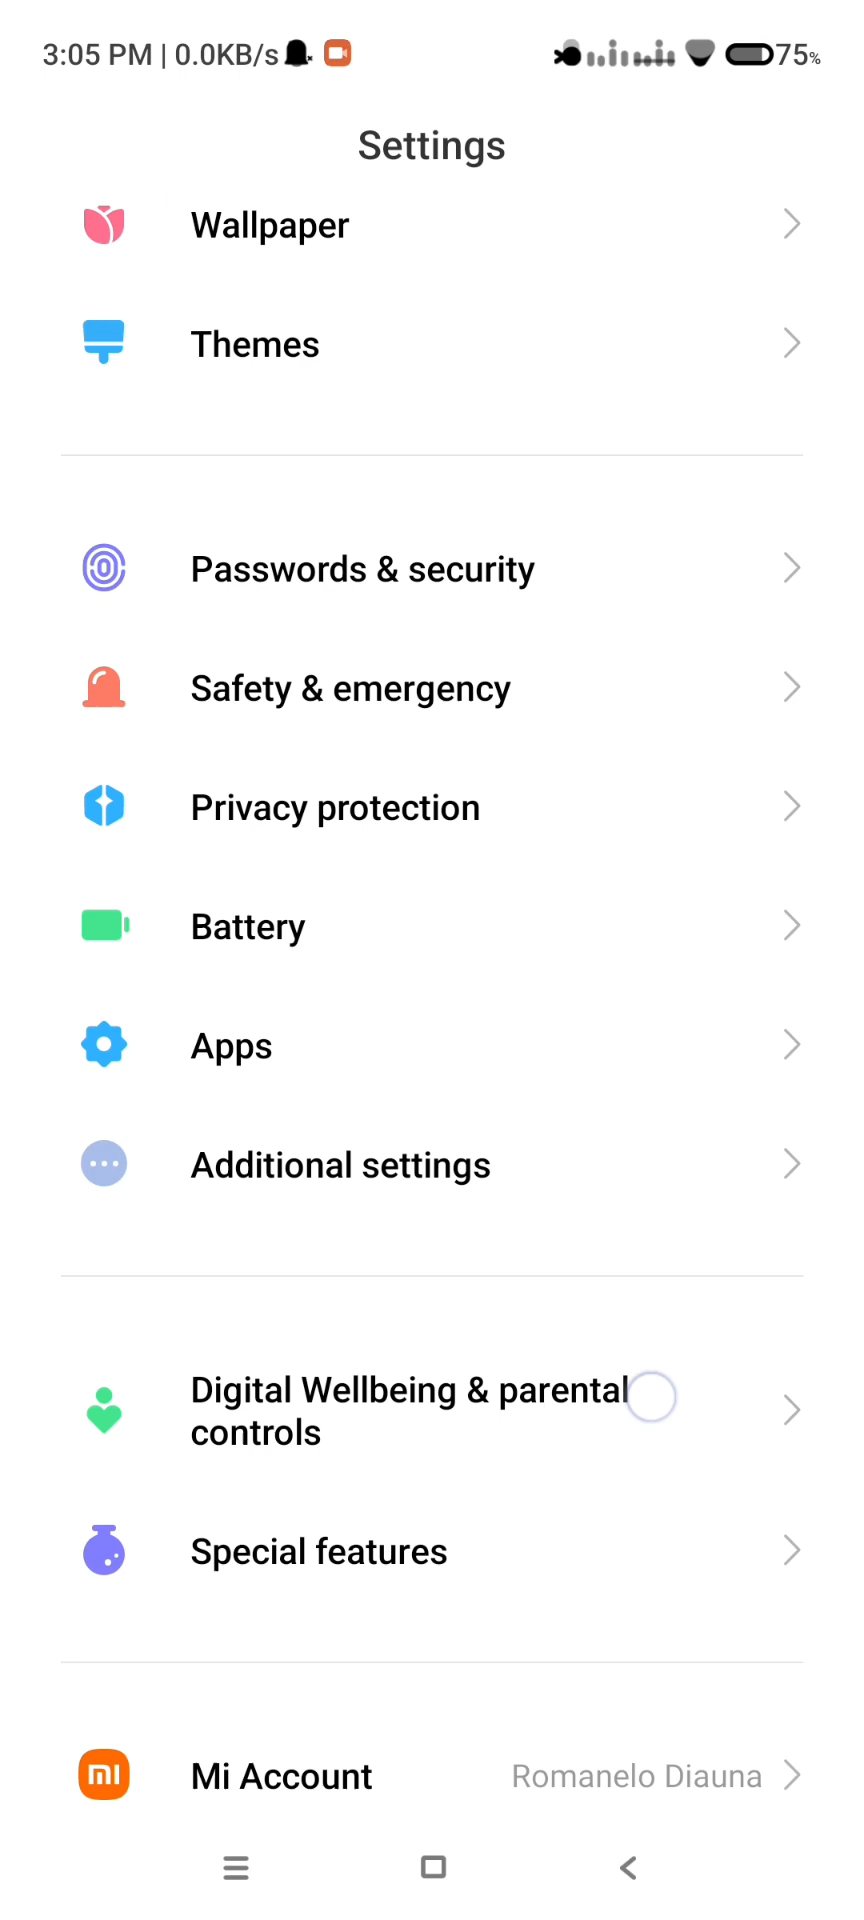 3:05 PM | 0.0KB/s 75%
Settings
Wallpaper
Themes
Passwords & security
Safety & emergency
Privacy protection
Battery
Apps
Additional settings
Digital Wellbeing & parental
controls
Special features
Mi Account Romanelo Diauna